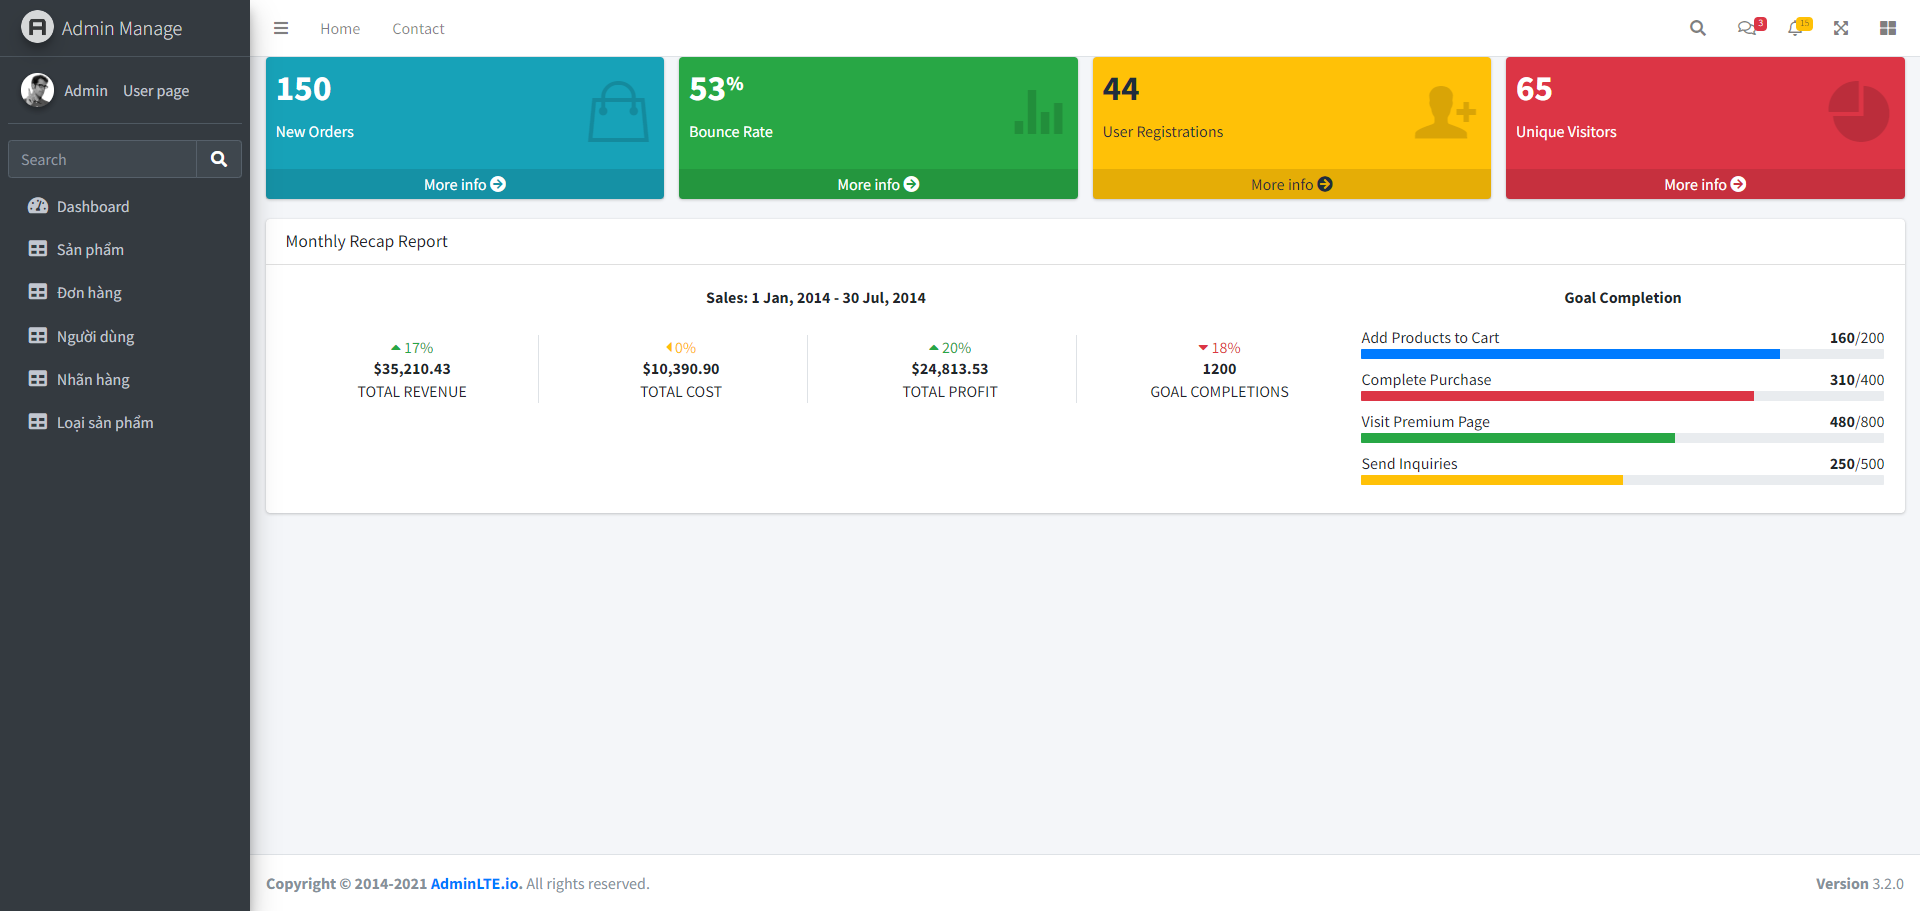 Admin Manage
Home
Contact
3
15
Admin
User page
Search
Dashboard
Sản phẩm
Đơn hàng
Người dùng
Nhãn hàng
Loại sản phẩm
150
New Orders
More info
53%
Bounce Rate
More info
44
User Registrations
More info
65
Unique Visitors
More info
Monthly Recap Report
Sales: 1 Jan, 2014 - 30 Jul, 2014
17%
$35,210.43
TOTAL REVENUE
0%
$10,390.90
TOTAL COST
20%
$24,813.53
TOTAL PROFIT
18%
1200
GOAL COMPLETIONS
Goal Completion
Add Products to Cart 160/200
Complete Purchase 310/400
Visit Premium Page 480/800
Send Inquiries 250/500
Copyright © 2014-2021 AdminLTE.io. All rights reserved.
Version 3.2.0